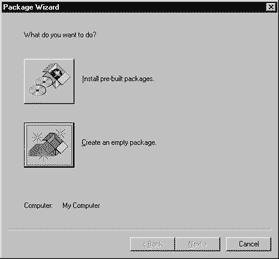 Package Wizard
What do you want to do?
Install pre-built packages.
Create an empty package.
Computer: My Computer
< Back Next > Cancel